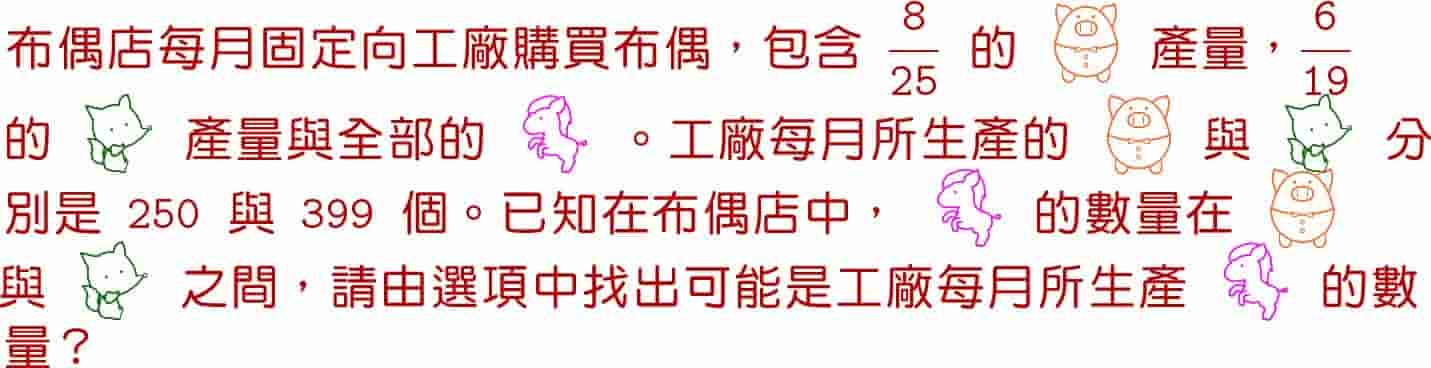 布偶店每月固定向工廠購買布偶，包含 8/25 的 產量，6/19
的 產量與全部的 。工廠每月所生產的 與 分
別是 250 與 399 個。已知在布偶店中， 的數量在
與 之間，請由選項中找出可能是工廠每月所生產 的數
量？